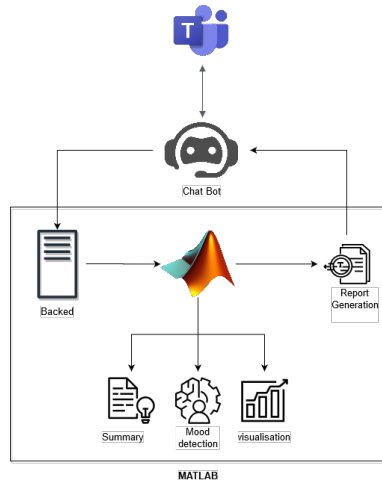 T
Chat Bot
Backed
Report
Generation
Summary
Mood
detection
visualisation
MATLAB